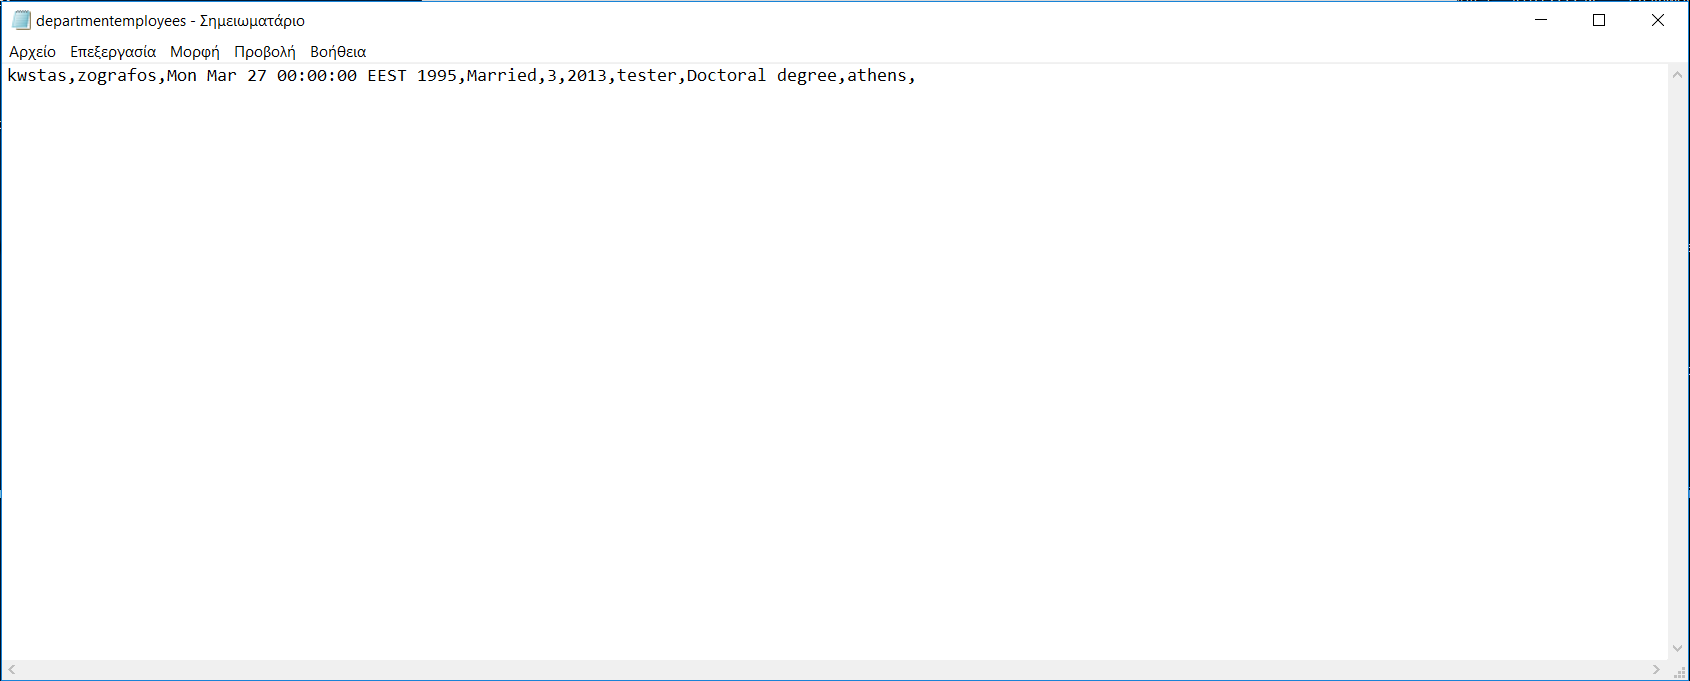 departmentemployees - Σημειωματάριο
Αρχείο Επεξεργασία Μορφή Προβολή Βοήθεια
kwstas,zografos,Mon Mar 27 00:00:00 EEST 1995,Married,3,2013,tester,Doctoral degree,athens,